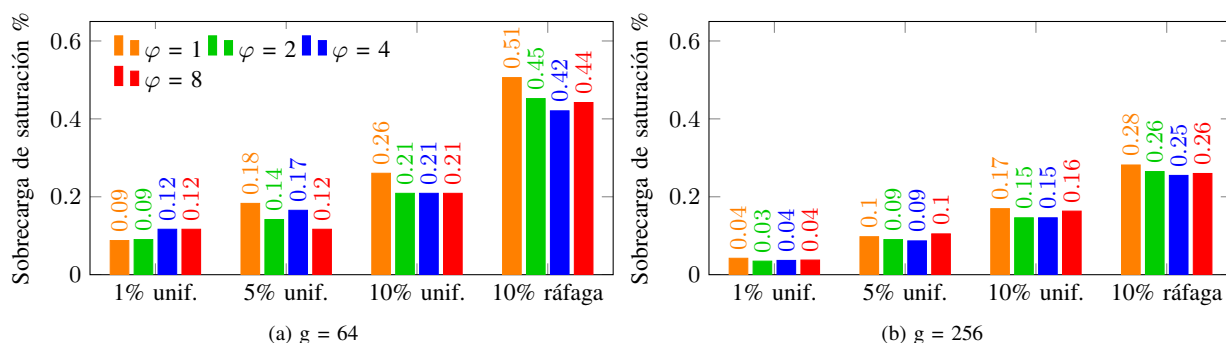 Sobrecarga de saturación %
0.6
0.4
0.2
0
φ = 1 φ = 2 φ = 4
φ = 8
0.09 0.09 0.12 0.12
0.18 0.14 0.17 0.12
0.26 0.21 0.21 0.21
0.51 0.45 0.42 0.44
1% unif. 5% unif. 10% unif. 10% ráfaga
(a) g = 64
Sobrecarga de saturación %
0.6
0.4
0.2
0
0.04 0.03 0.04 0.04
0.1 0.09 0.09 0.1
0.17 0.15 0.15 0.16
0.28 0.26 0.25 0.26
1% unif. 5% unif. 10% unif. 10% ráfaga
(b) g = 256